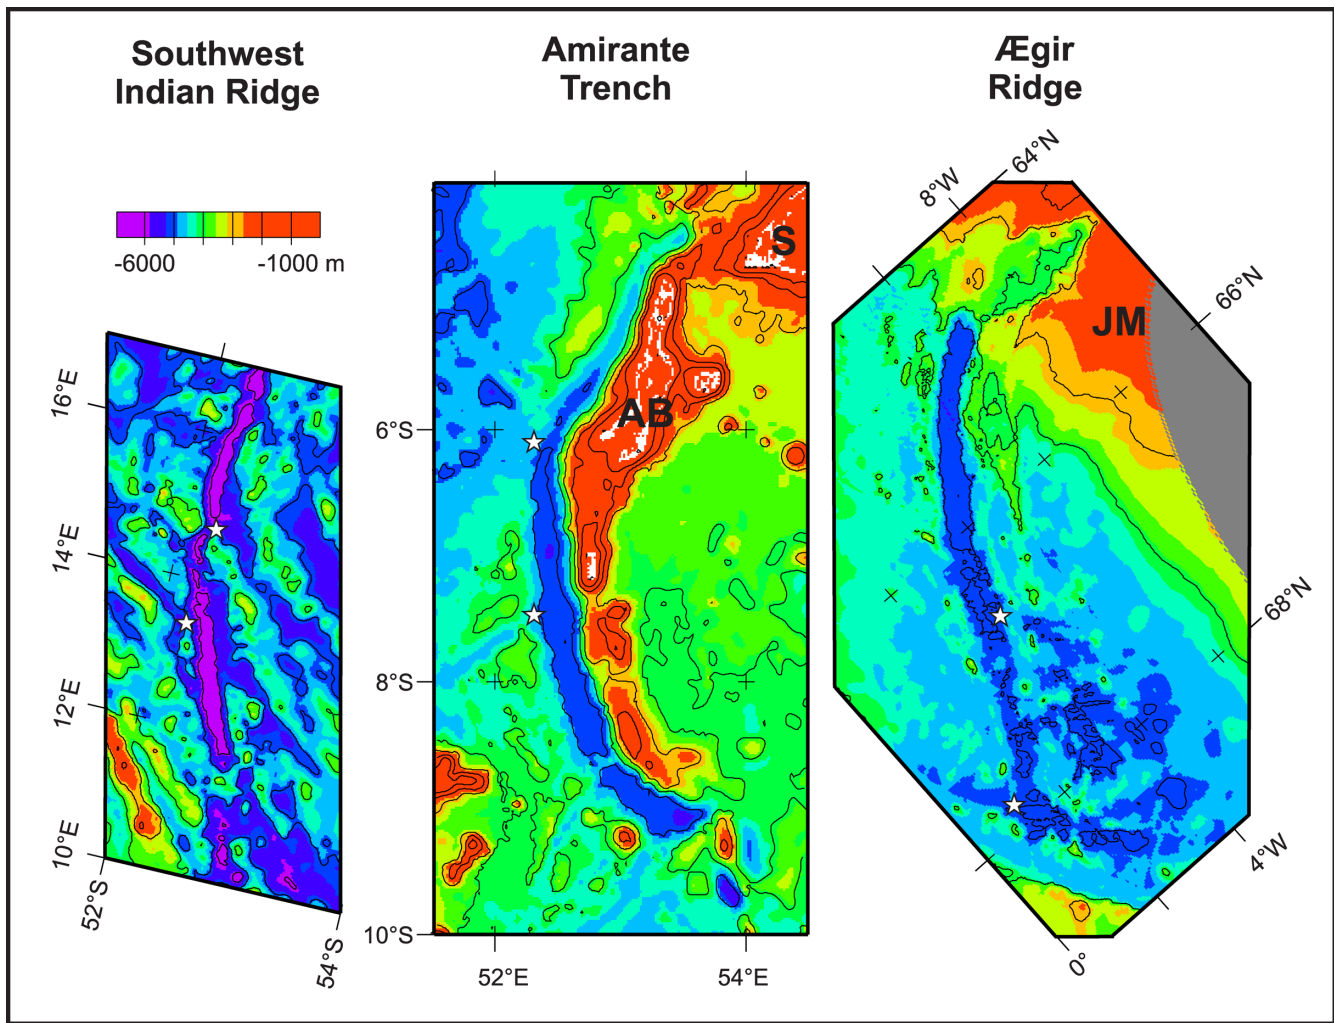 Southwest
Indian Ridge
Amirante
Trench
Ægir
Ridge
-6000
-1000 m
16°E
14°E
12°E
10°E
52°S
54°S
S
AB
6°S
8°S
10°S
52°E
54°E
8°W
64°N
JM
66°N
68°N
4°W
0°